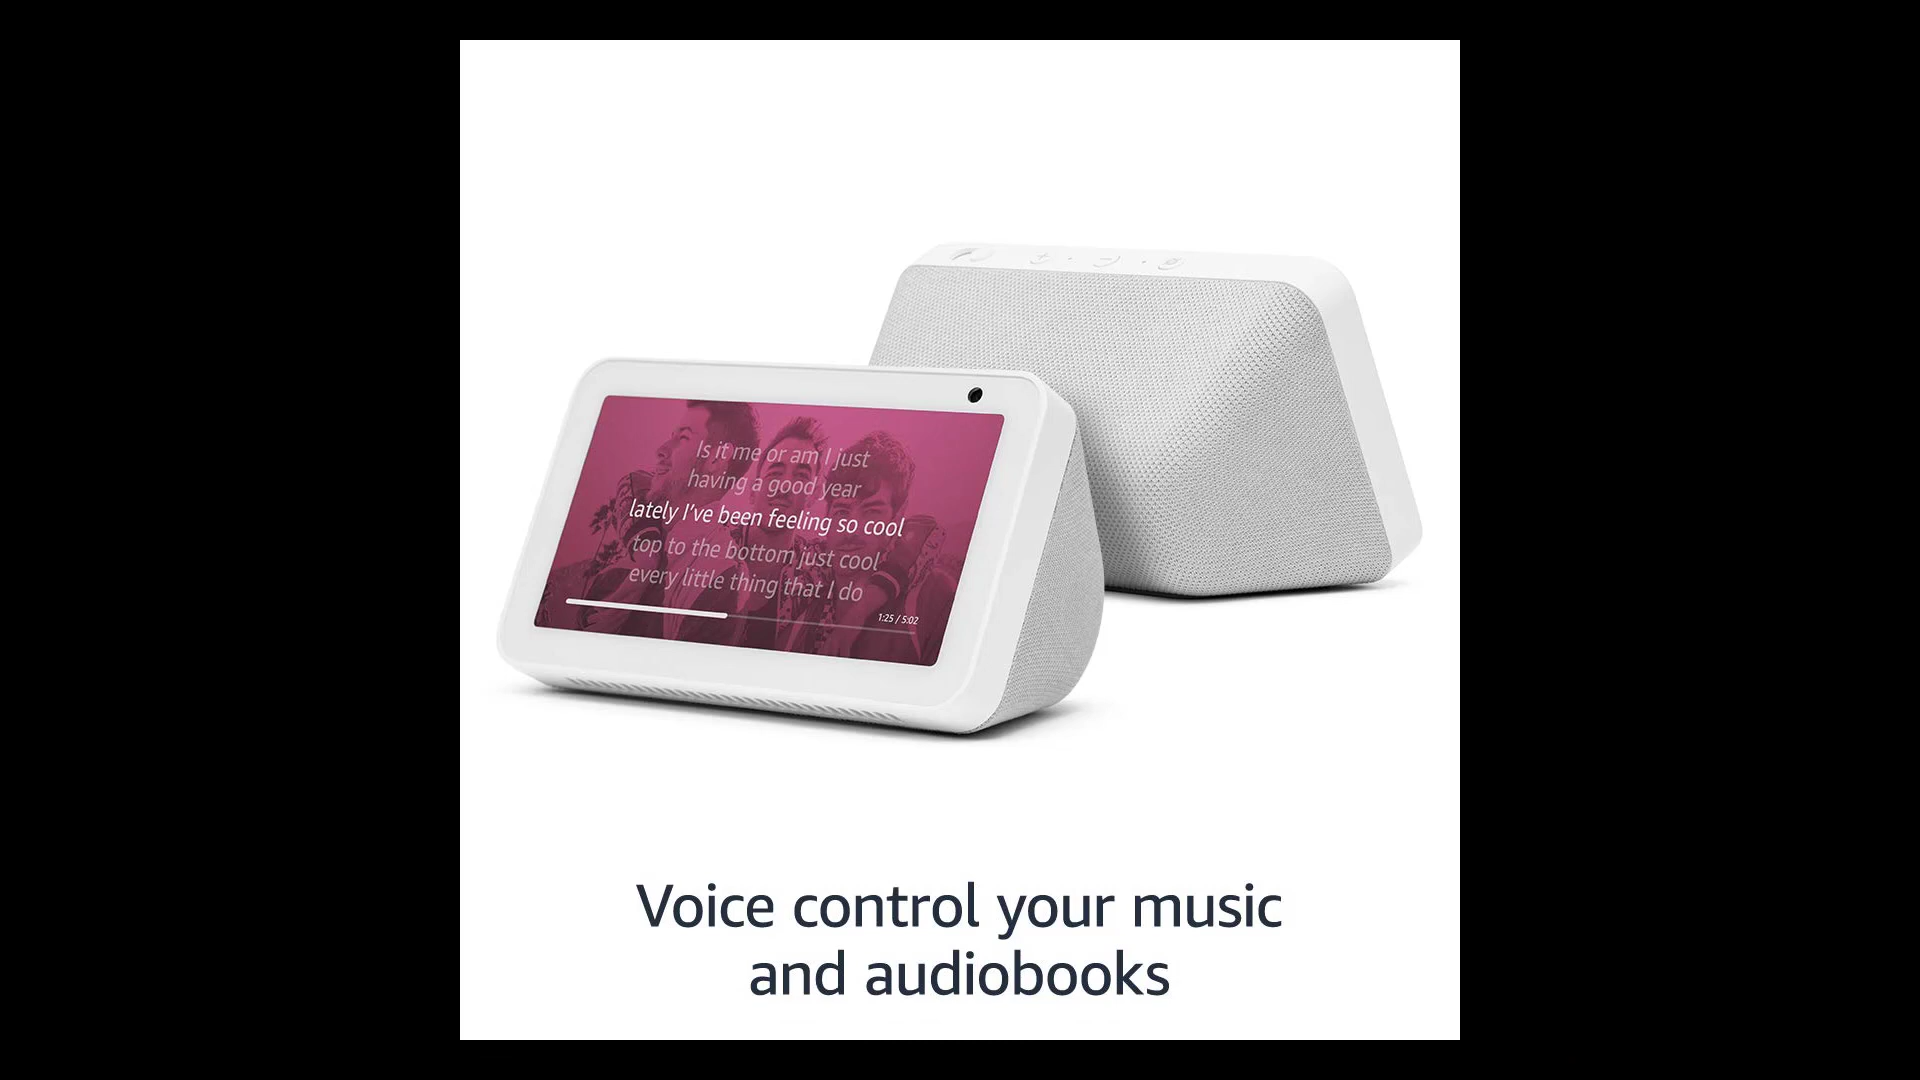 Is it me or am I just
having a good year
lately I've been feeling so cool
top to the bottom just cool
every little thing that I do
1:25 / 5:02
Voice control your music
and audiobooks